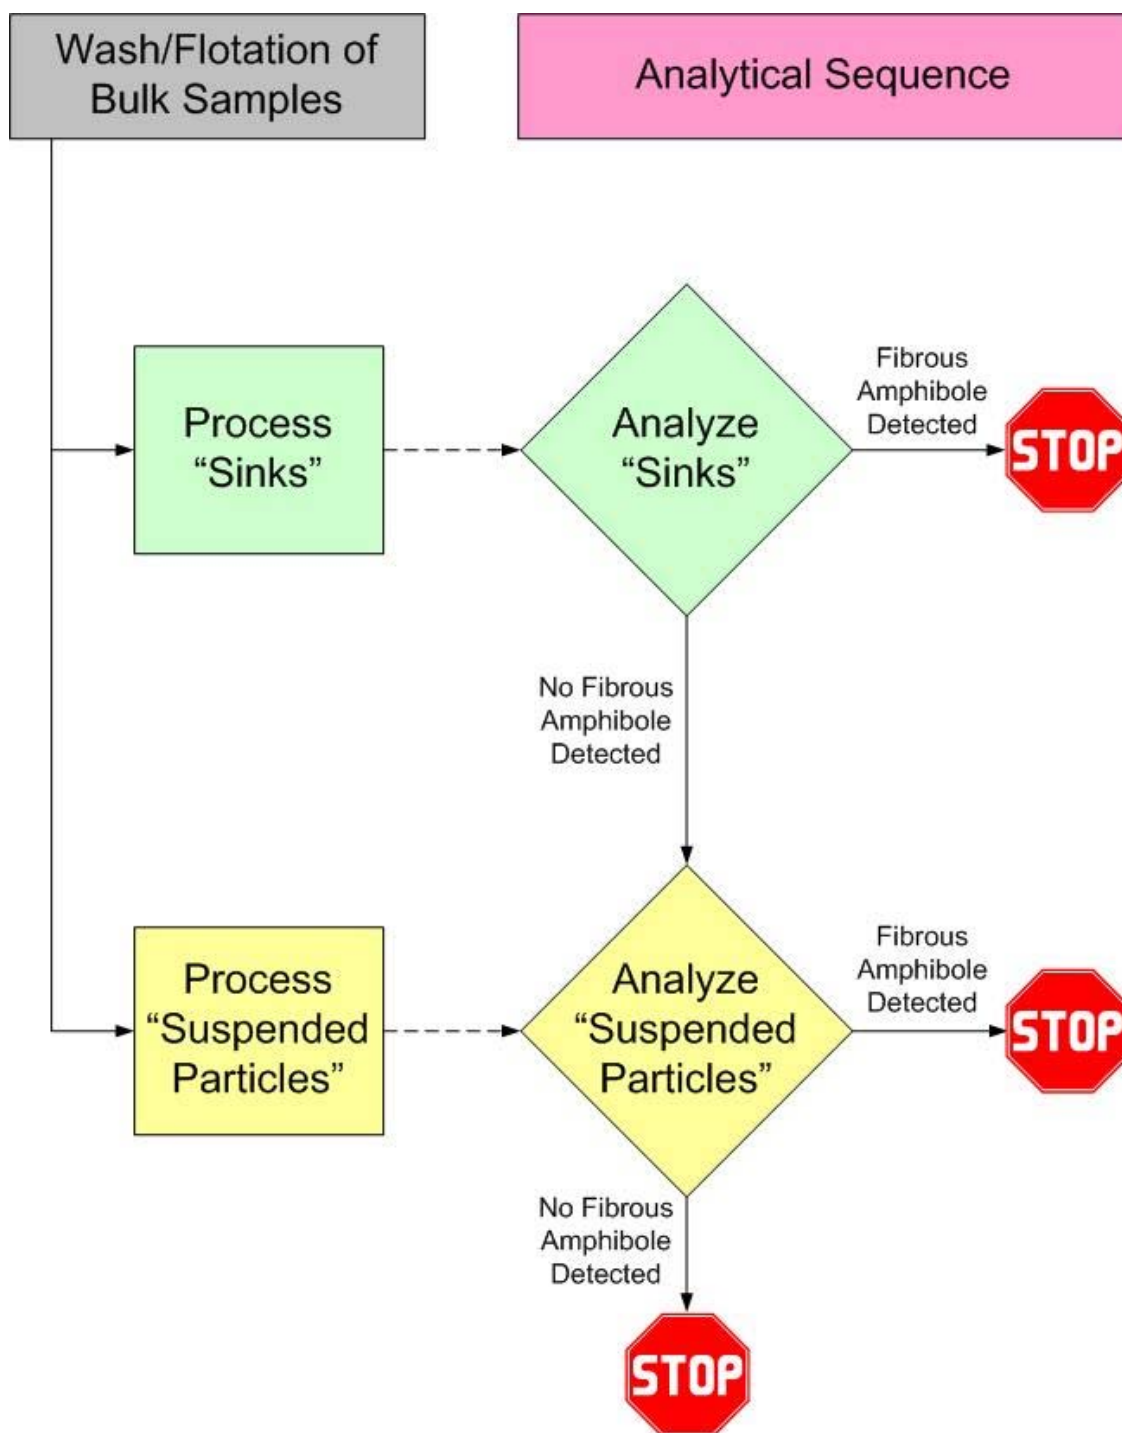 Wash/Flotation of
Bulk Samples
Analytical Sequence
Process
“Sinks”
Analyze
“Sinks”
Fibrous
Amphibole
Detected
STOP
No Fibrous
Amphibole
Detected
Process
“Suspended
Particles”
Analyze
“Suspended
Particles”
Fibrous
Amphibole
Detected
STOP
No Fibrous
Amphibole
Detected
STOP